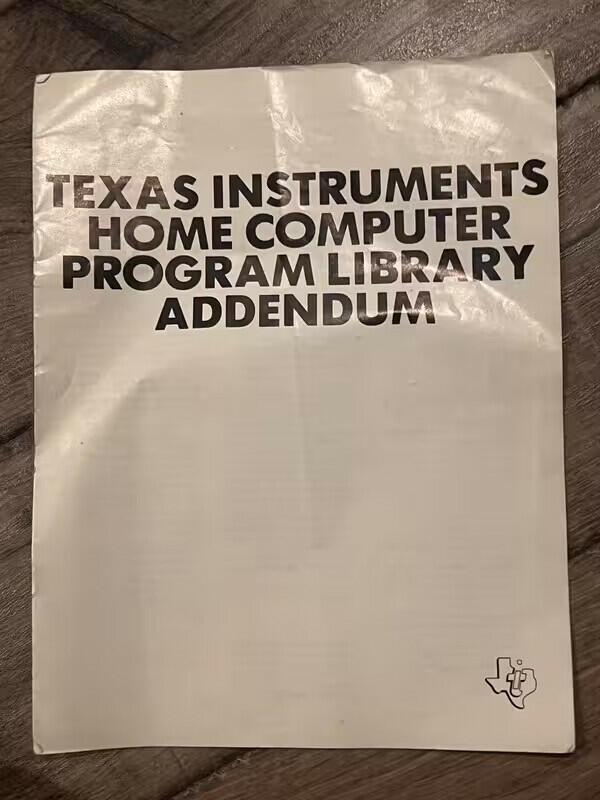 TEXAS INSTRUMENTS
HOME COMPUTER
PROGRAM LIBRARY
ADDENDUM